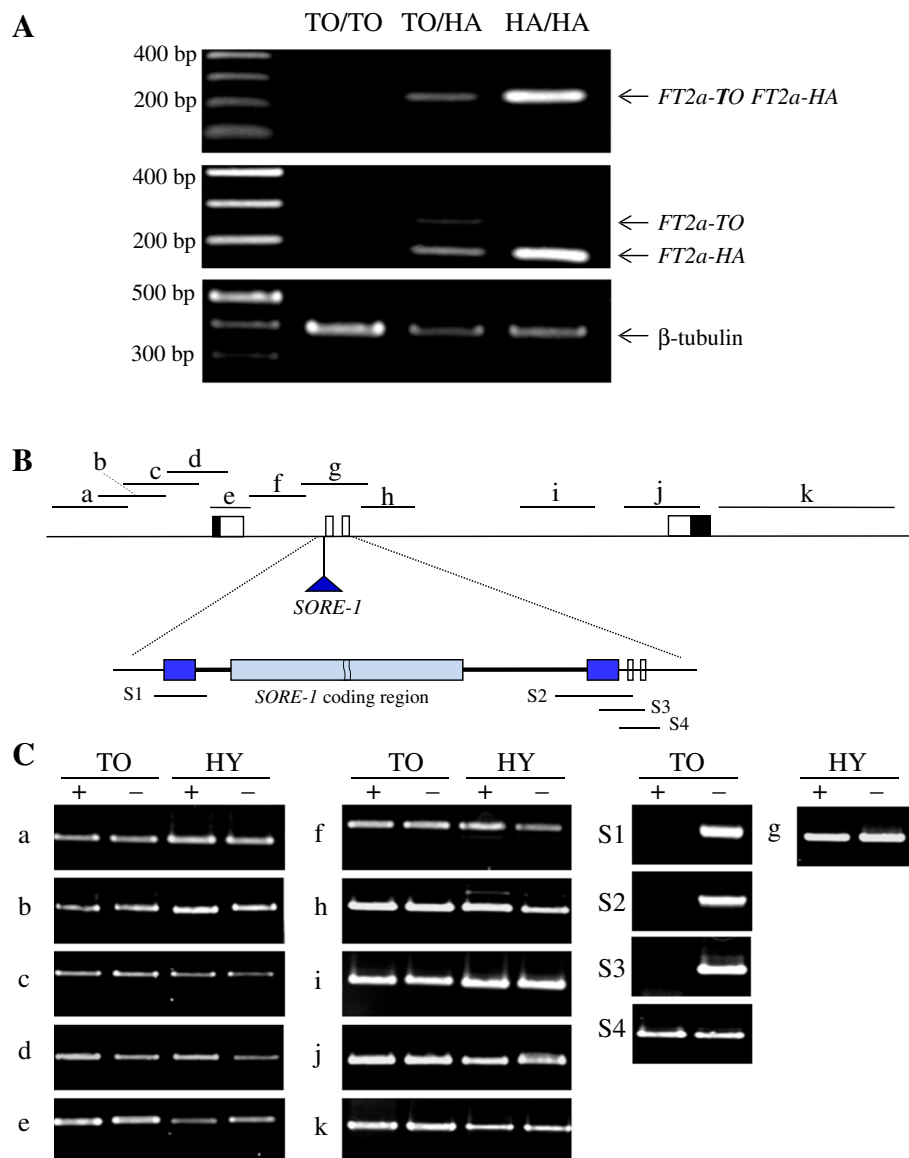 A
TO/TO TO/HA HA/HA
400 bp
200 bp
FT2a-TO FT2a-HA
400 bp
200 bp
FT2a-TO
FT2a-HA
500 bp
300 bp
β-tubulin
B
a b c d e f g h i j k
SORE-1
S1 SORE-1 coding region S2
S3
S4
C
TO HY TO HY TO HY
+ – + – + – + – + – + –
a f S1 g
b h S2
c i S3
d j S4
e k